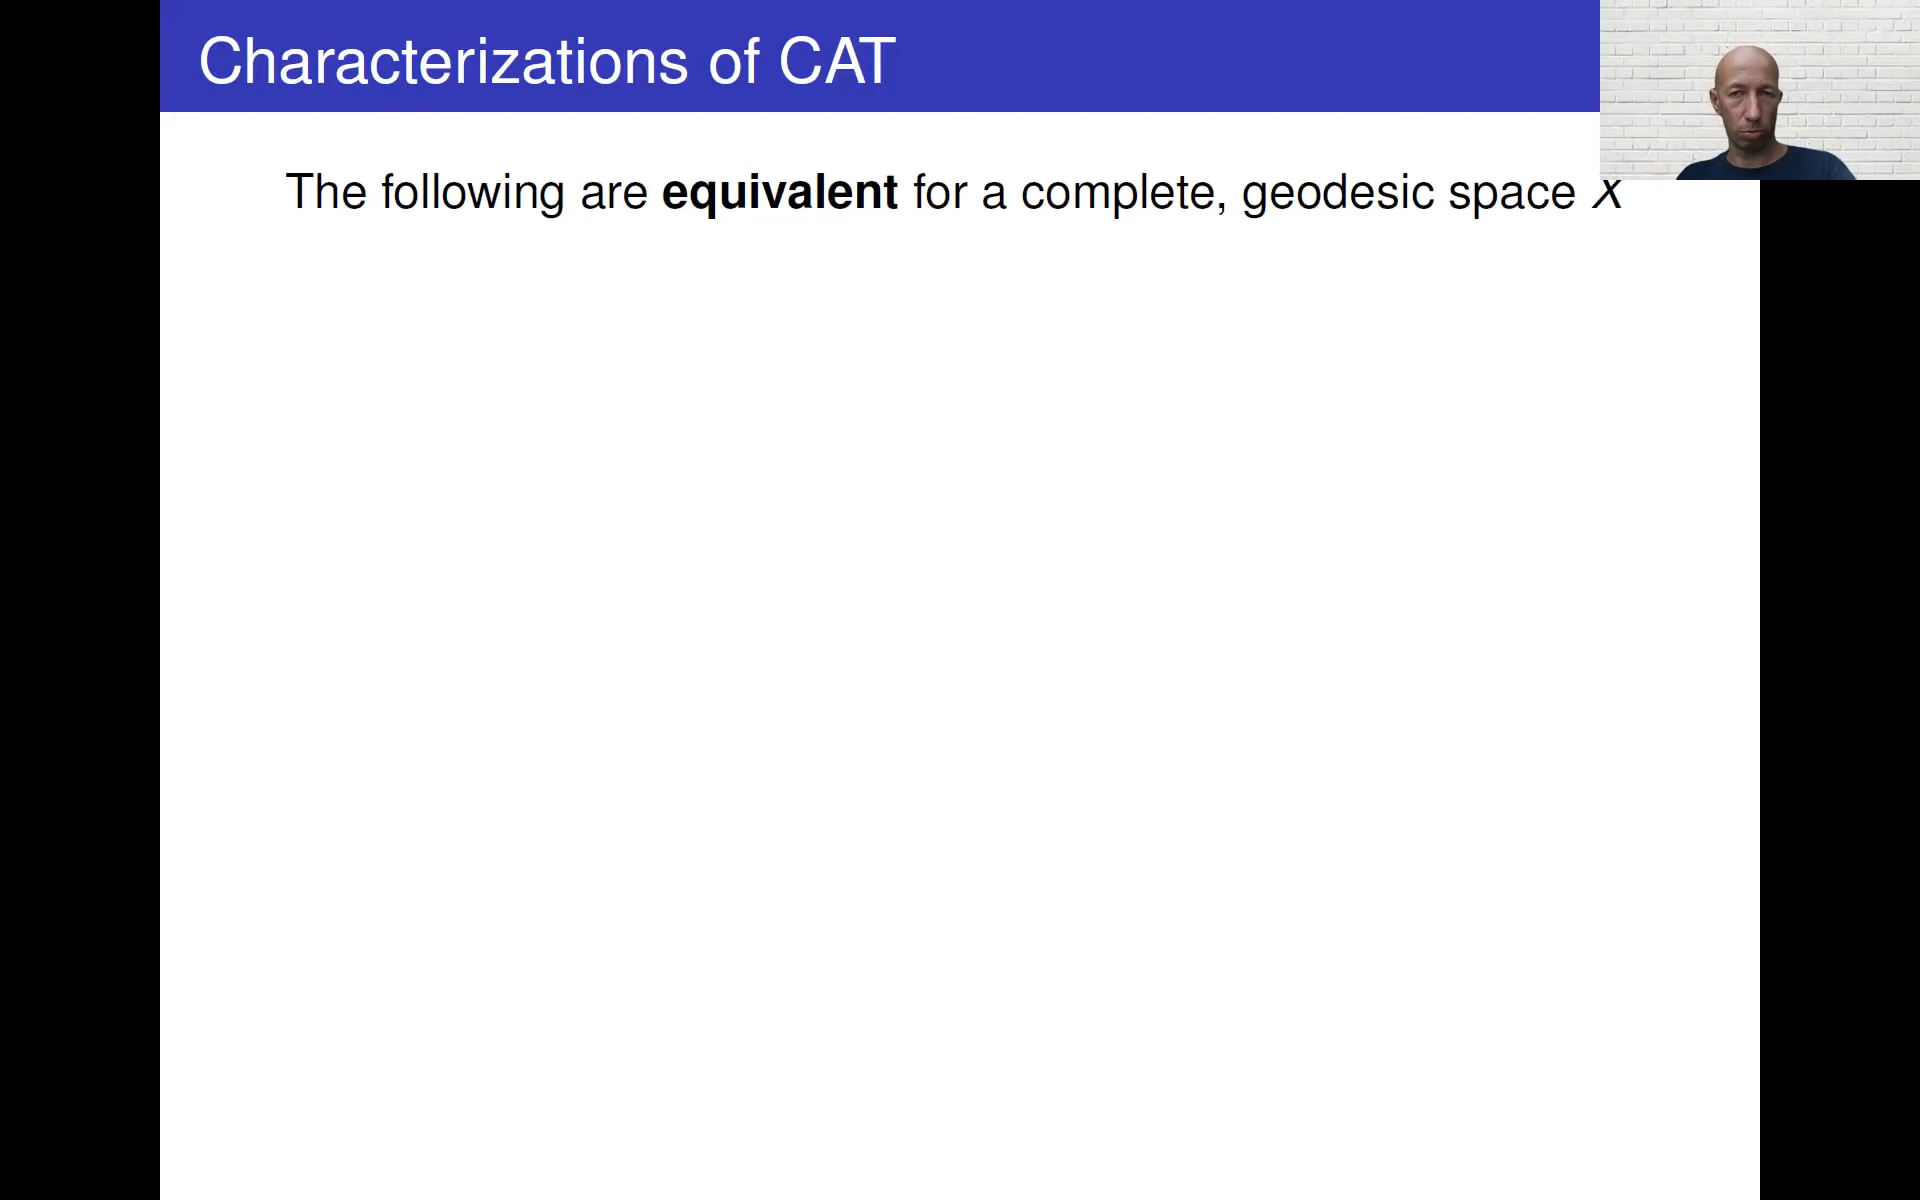 Characterizations of CAT
The following are equivalent for a complete, geodesic space X